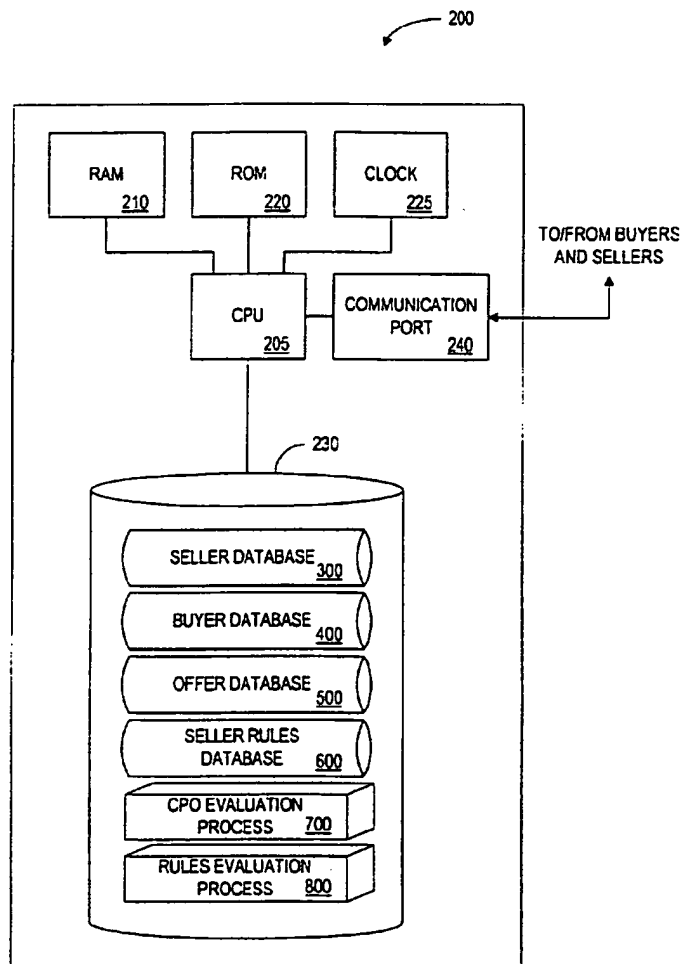 200
RAM
210
ROM
220
CLOCK
225
TO/FROM BUYERS
AND SELLERS
CPU
205
COMMUNICATION
PORT
240
230
SELLER DATABASE
300
BUYER DATABASE
400
OFFER DATABASE
500
SELLER RULES
DATABASE
600
CPO EVALUATION
PROCESS
700
RULES EVALUATION
PROCESS
800